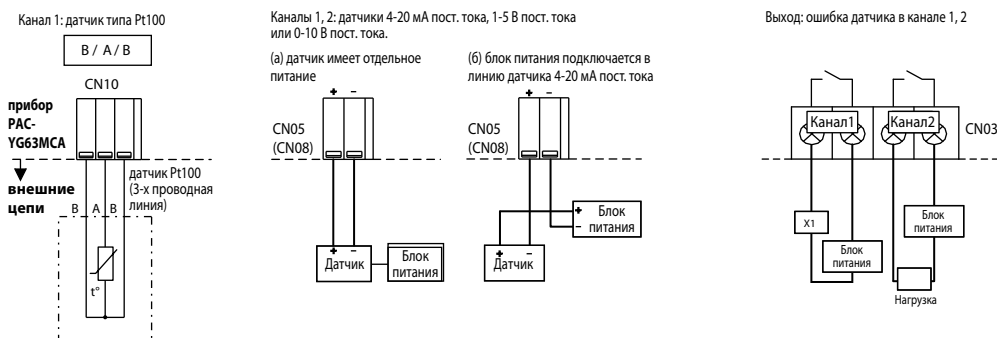 Канал 1: датчик типа Pt100
B / A / B
CN10
прибор
PAC-
YG63MCA
внешние
цепи
датчик Pt100
(3-х проводная
линия)
B A B
t°
Каналы 1, 2: датчики 4-20 мА пост. тока, 1-5 В пост. тока
или 0-10 В пост. тока.
(а) датчик имеет отдельное
питание
+ –
CN05
(CN08)
+ –
Датчик
Блок
питания
(б) блок питания подключается в
линию датчика 4-20 мА пост. тока
+ –
CN05
(CN08)
+ Блок
– питания
+ –
Датчик
Выход: ошибка датчика в канале 1, 2
Канал1 Канал2
CN03
X1
Блок
питания
Блок
питания
Нагрузка